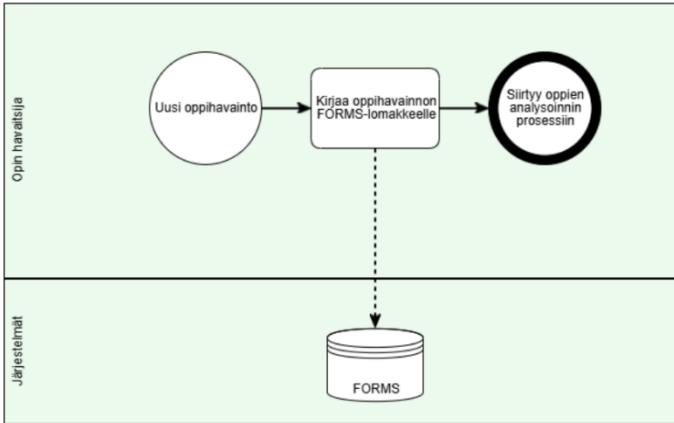 Opin havaitsija
Uusi oppihavainto
Kirjaa oppihavainnon
FORMS-lomakkeelle
Siirtyy oppien
analysoinnin
prosessiin
Järjestelmät
FORMS